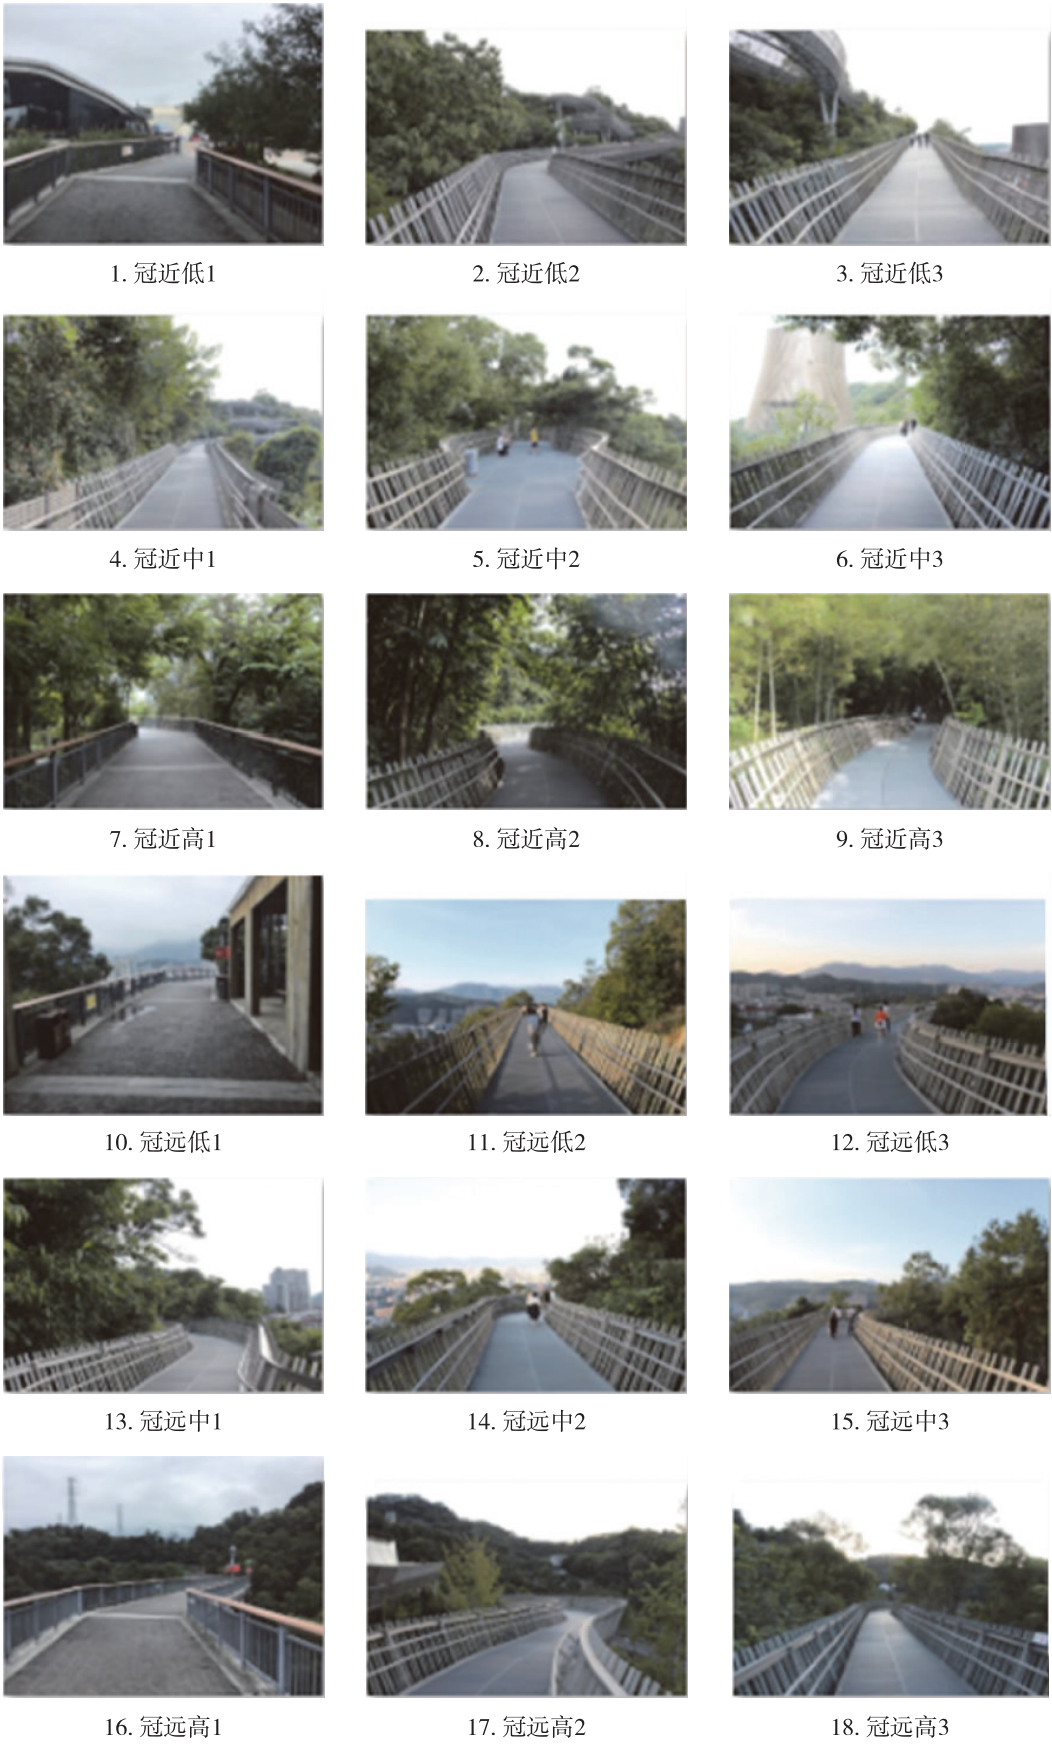 1. 冠近低1
2. 冠近低2
3. 冠近低3
4. 冠近中1
5. 冠近中2
6. 冠近中3
7. 冠近高1
8. 冠近高2
9. 冠近高3
10. 冠远低1
11. 冠远低2
12. 冠远低3
13. 冠远中1
14. 冠远中2
15. 冠远中3
16. 冠远高1
17. 冠远高2
18. 冠远高3